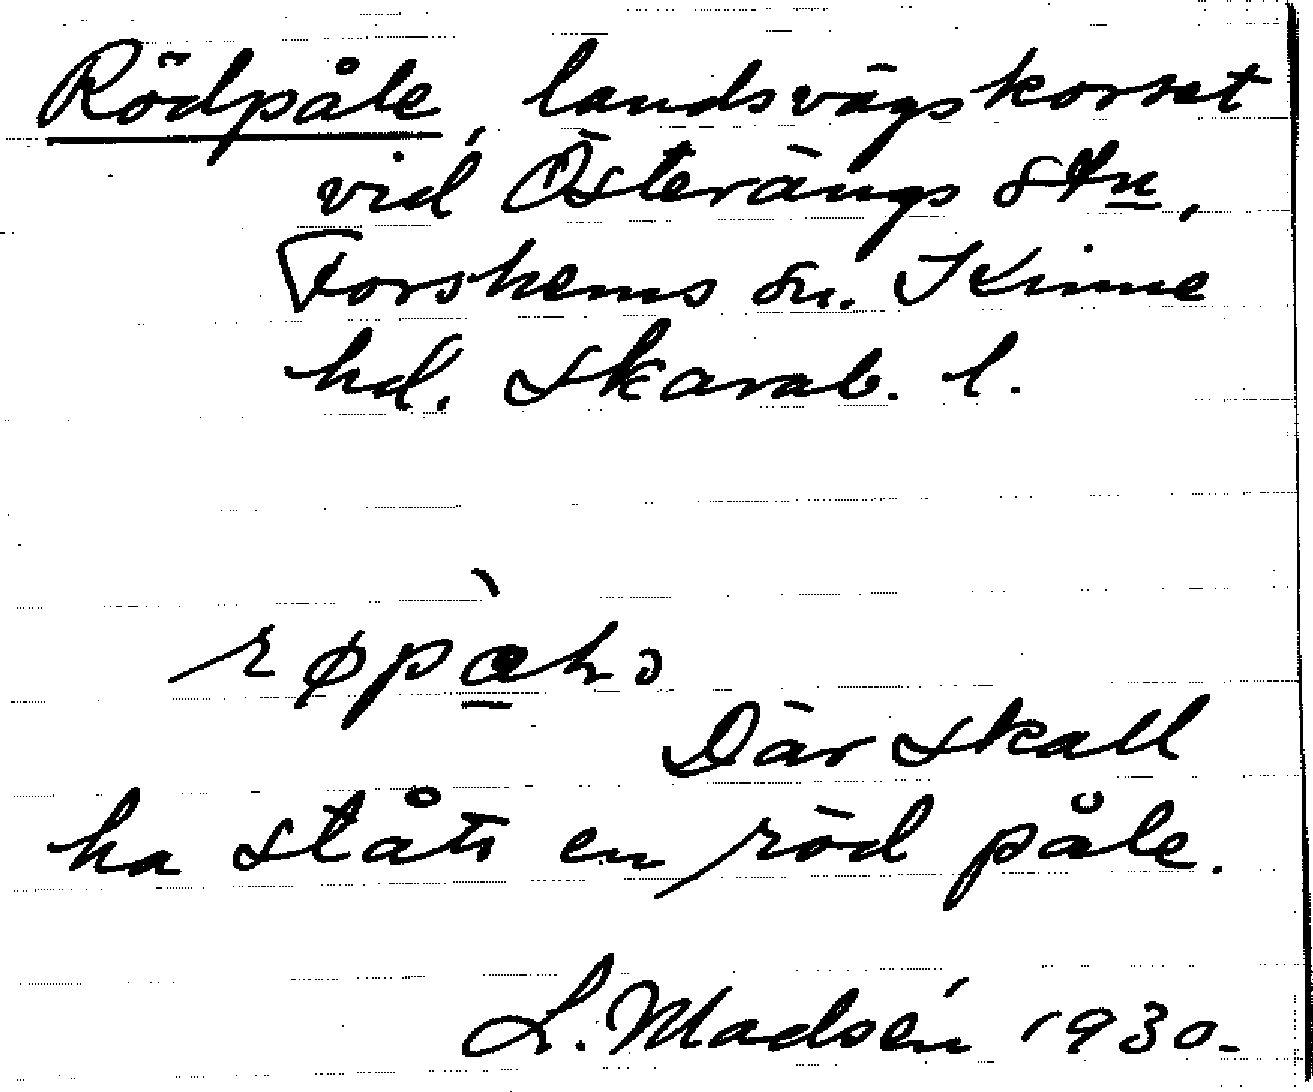 Rödpåle, landsvägskorset
vid Österängs stn,
Forshems sn. Kinne
hd. Skarab. l.
Där skall
ha stått en röd påle.
L. Madsén 1930.